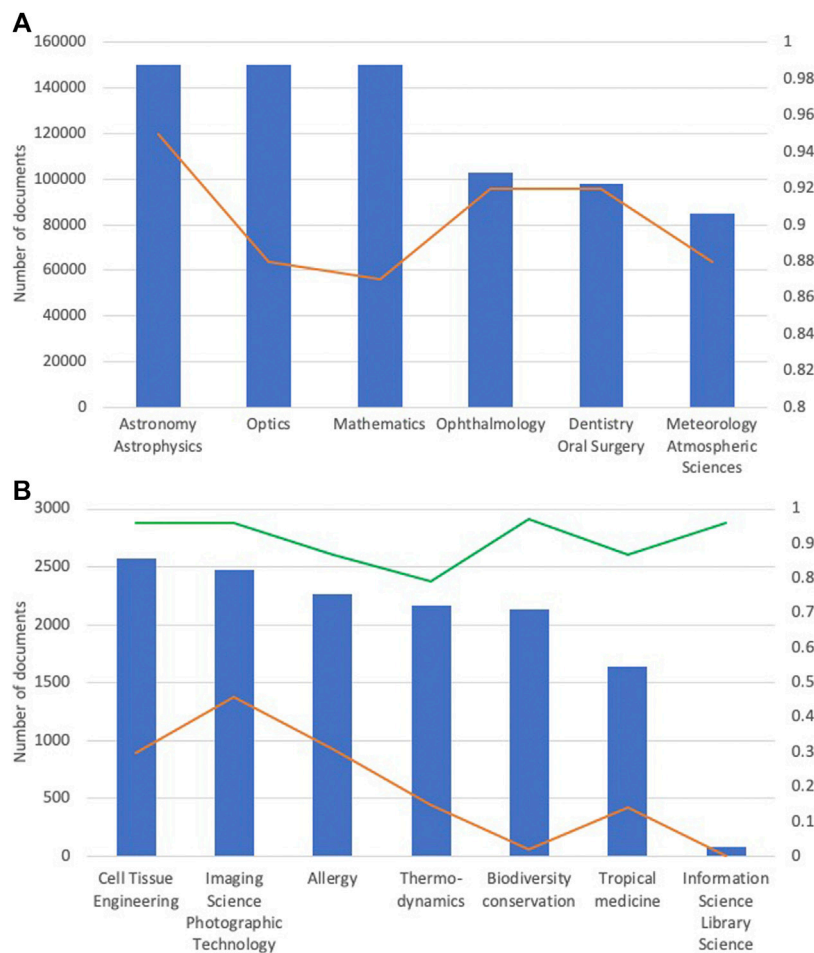 A
160000
140000
120000
100000
80000
60000
40000
20000
0
Number of documents
1
0.98
0.96
0.94
0.92
0.9
0.88
0.86
0.84
0.82
0.8
Astronomy
Astrophysics
Optics
Mathematics
Ophthalmology
Dentistry
Oral Surgery
Meteorology
Atmospheric
Sciences
B
3000
2500
2000
1500
1000
500
0
Number of documents
1
0.9
0.8
0.7
0.6
0.5
0.4
0.3
0.2
0.1
0
Cell Tissue
Engineering
Imaging
Science
Photographic
Technology
Allergy
Thermo-
dynamics
Biodiversity
conservation
Tropical
medicine
Information
Science
Library
Science